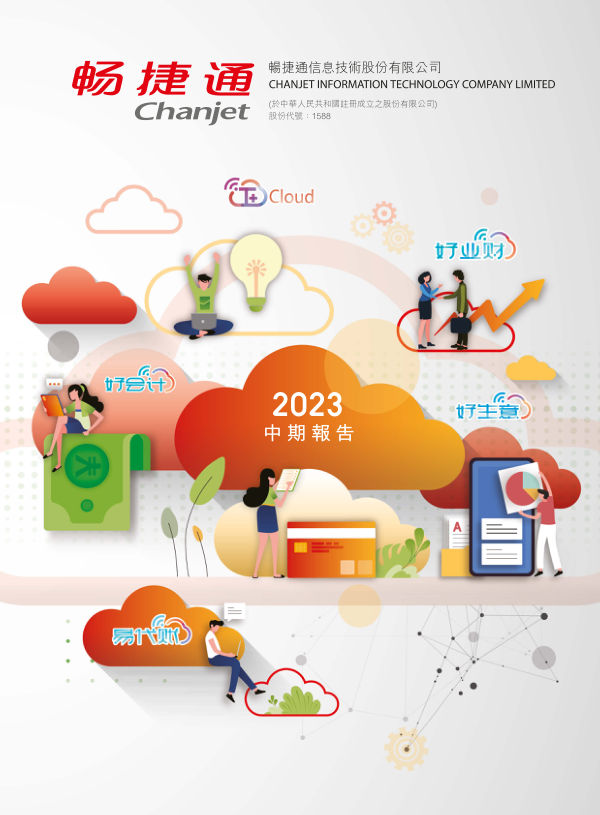 畅捷通
Chanjet
暢捷通信息技術股份有限公司
CHANJET INFORMATION TECHNOLOGY COMPANY LIMITED
(於中華人民共和國註冊成立之股份有限公司)
股份代號：1588
T+ Cloud
好业财
好会计
2023
中期報告
好生意
A
易代账